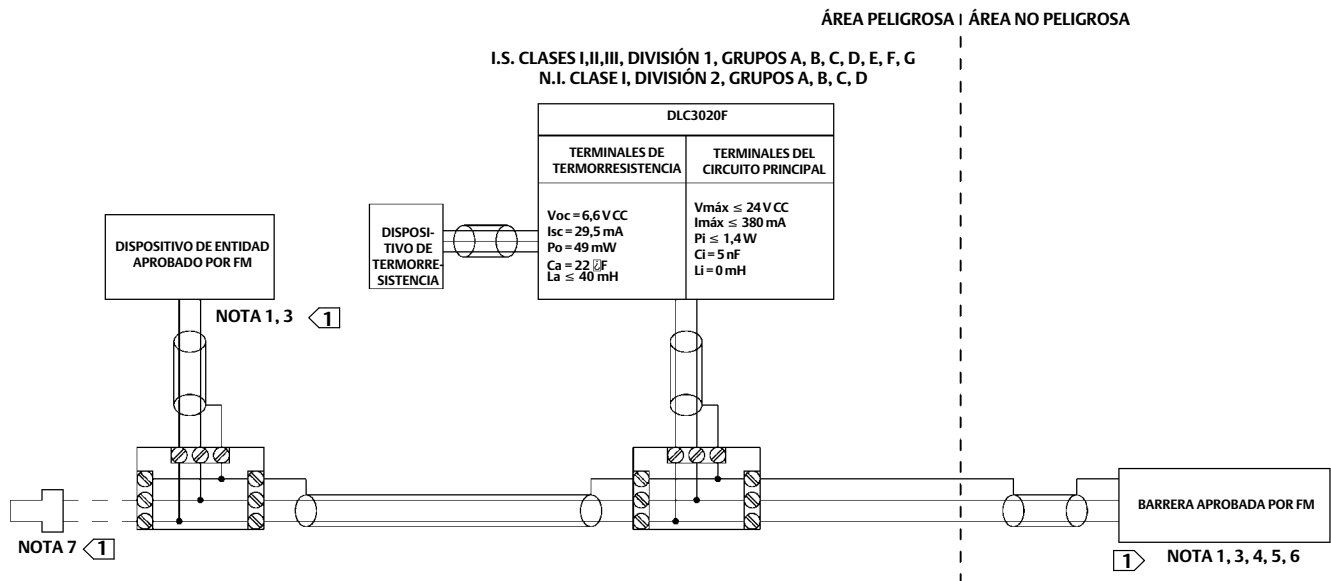 ÁREA PELIGROSA
ÁREA NO PELIGROSA
I.S. CLASES I,II,III, DIVISIÓN 1, GRUPOS A, B, C, D, E, F, G
N.I. CLASE I, DIVISIÓN 2, GRUPOS A, B, C, D
DLC3020F
TERMINALES DE
TERMORRESISTENCIA
Voc = 6,6 V CC
Isc = 29,5 mA
Po = 49 mW
Ca = 22 F
La ≤ 40 mH
TERMINALES DEL
CIRCUITO PRINCIPAL
Vmáx ≤ 24 V CC
Imáx ≤ 380 mA
Pi ≤ 1,4 W
Ci = 5 nF
Li = 0 mH
DISPOSI-
TIVO DE
TERMORRE-
SISTENCIA
DISPOSITIVO DE ENTIDAD
APROBADO POR FM
NOTA 1, 3 1
BARRERA APROBADA POR FM
NOTA 7 1
1 NOTA 1, 3, 4, 5, 6